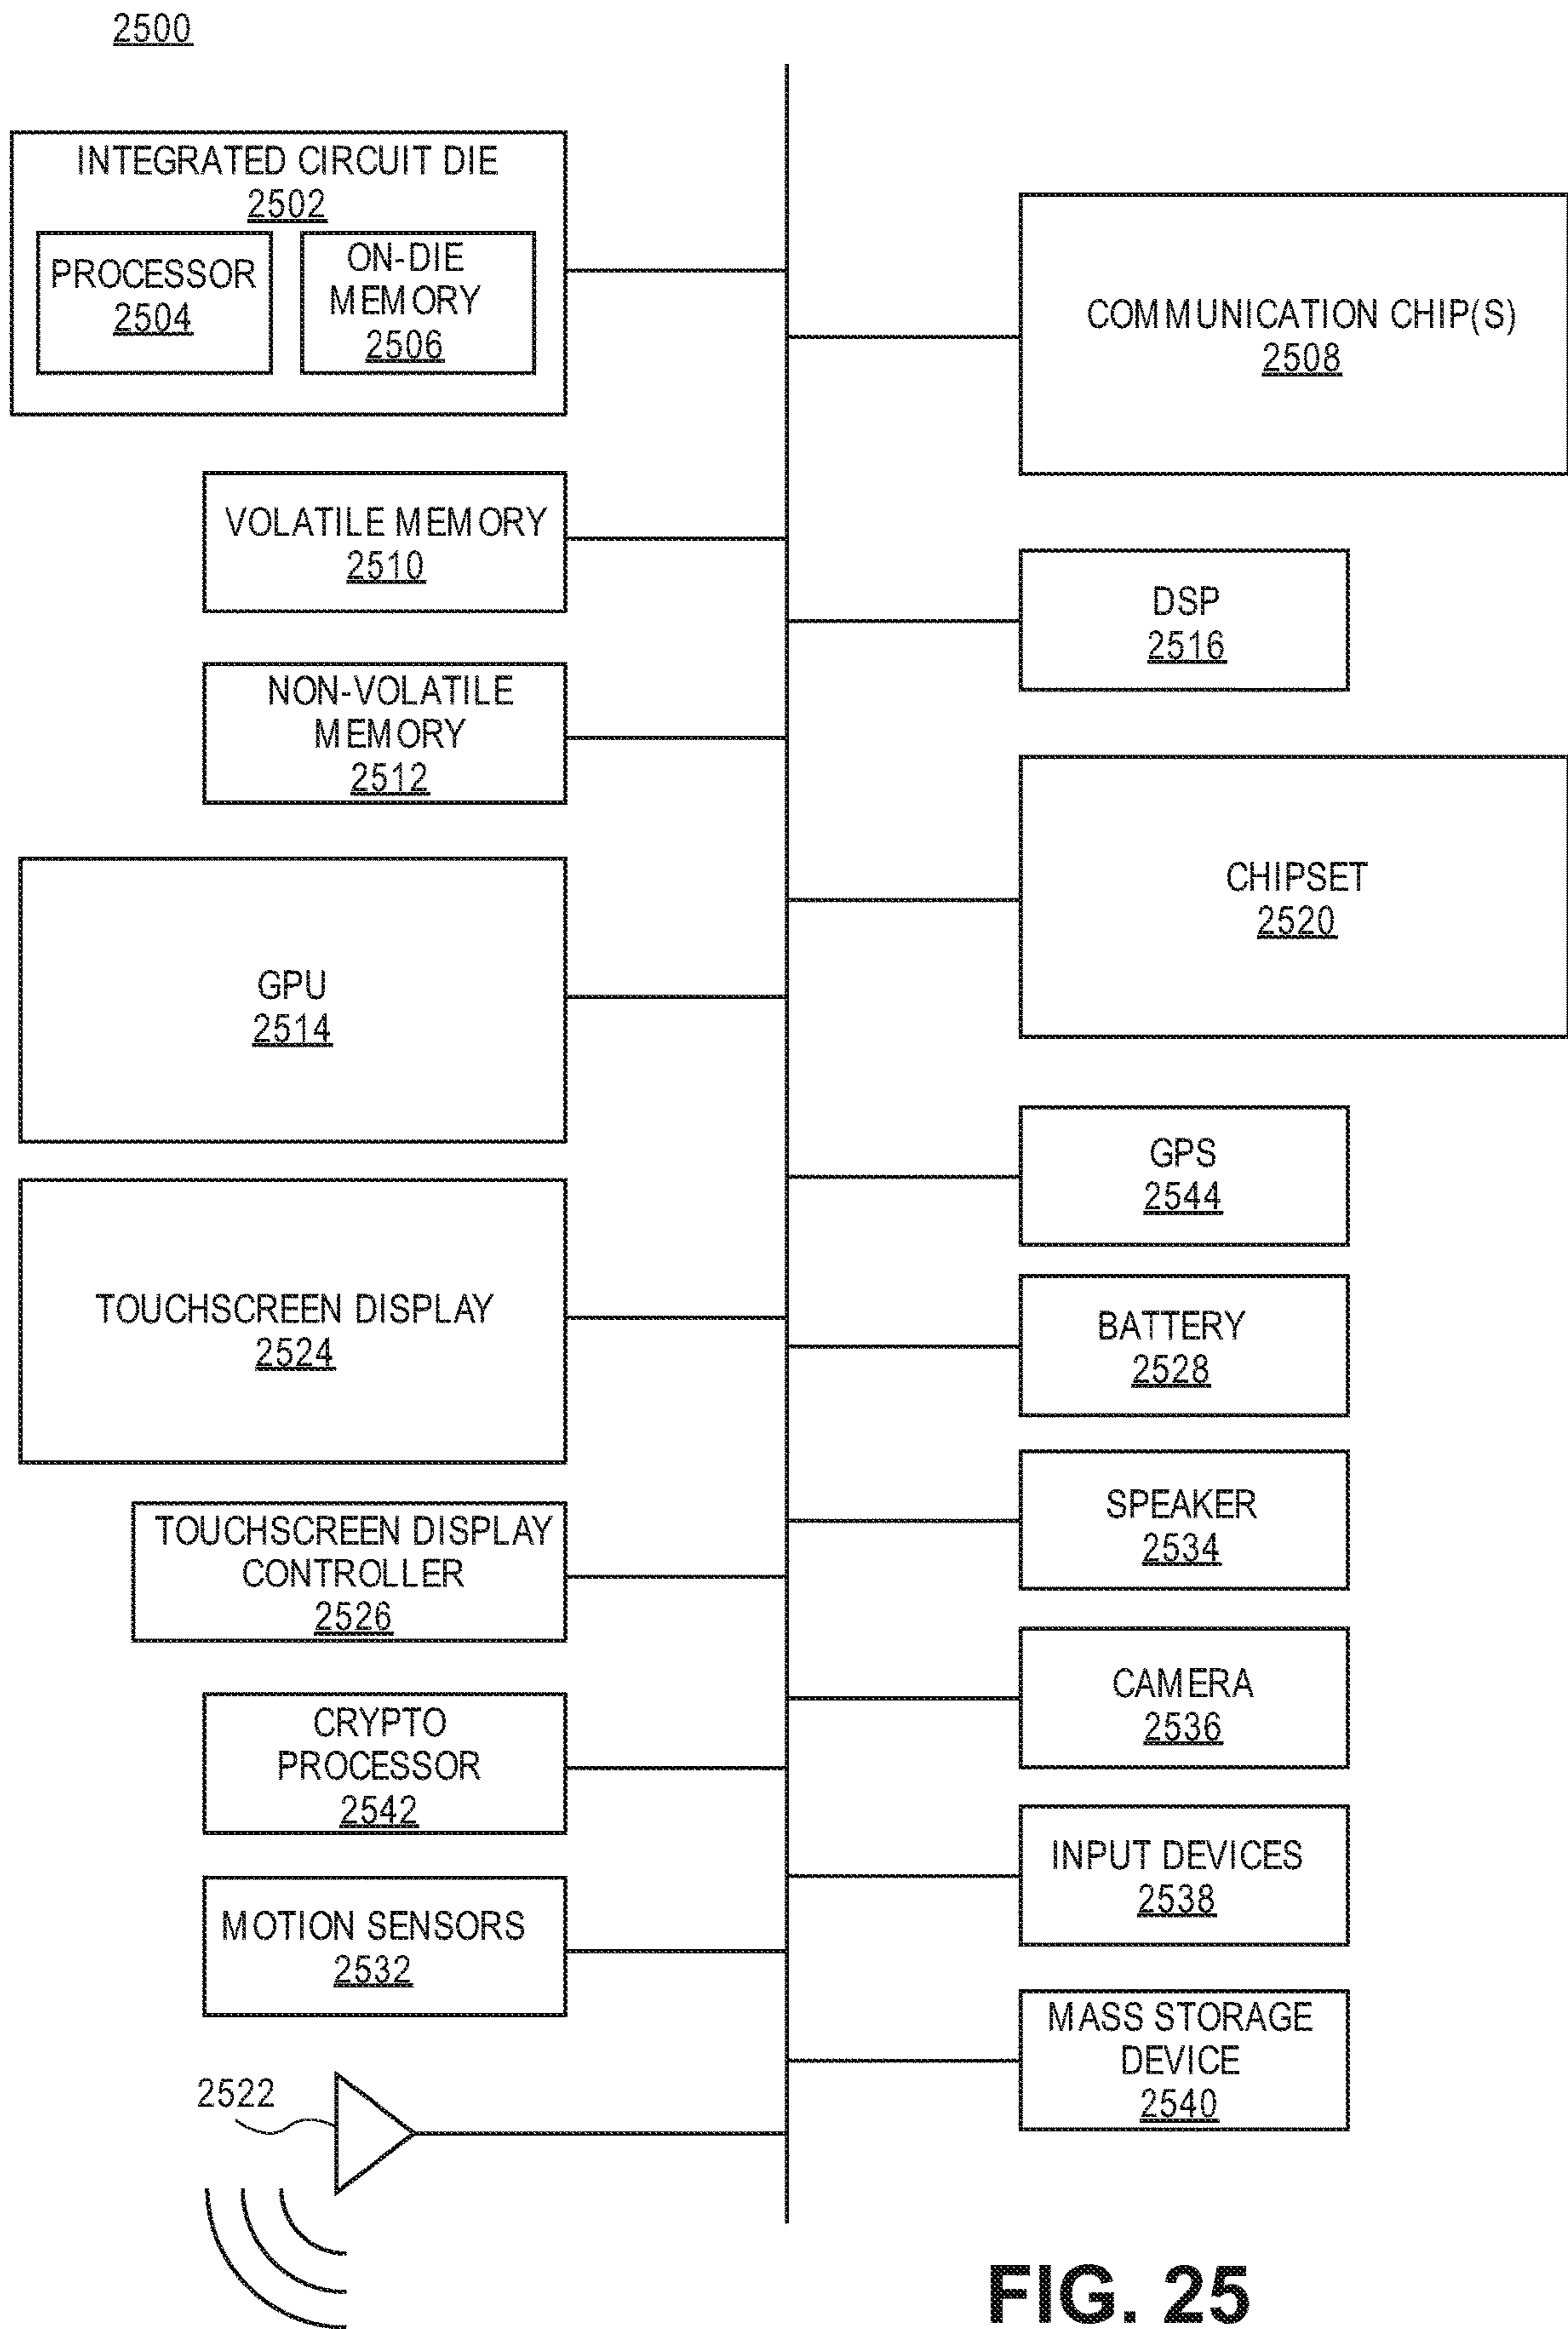 2500
INTEGRATED CIRCUIT DIE
2502
PROCESSOR
2504
ON-DIE
MEMORY
2506
COMMUNICATION CHIP(S)
2508
VOLATILE MEMORY
2510
DSP
2516
NON-VOLATILE
MEMORY
2512
CHIPSET
2520
GPU
2514
GPS
2544
TOUCHSCREEN DISPLAY
2524
BATTERY
2528
SPEAKER
2534
TOUCHSCREEN DISPLAY
CONTROLLER
2526
CAMERA
2536
CRYPTO
PROCESSOR
2542
INPUT DEVICES
2538
MOTION SENSORS
2532
MASS STORAGE
DEVICE
2540
2522
FIG. 25